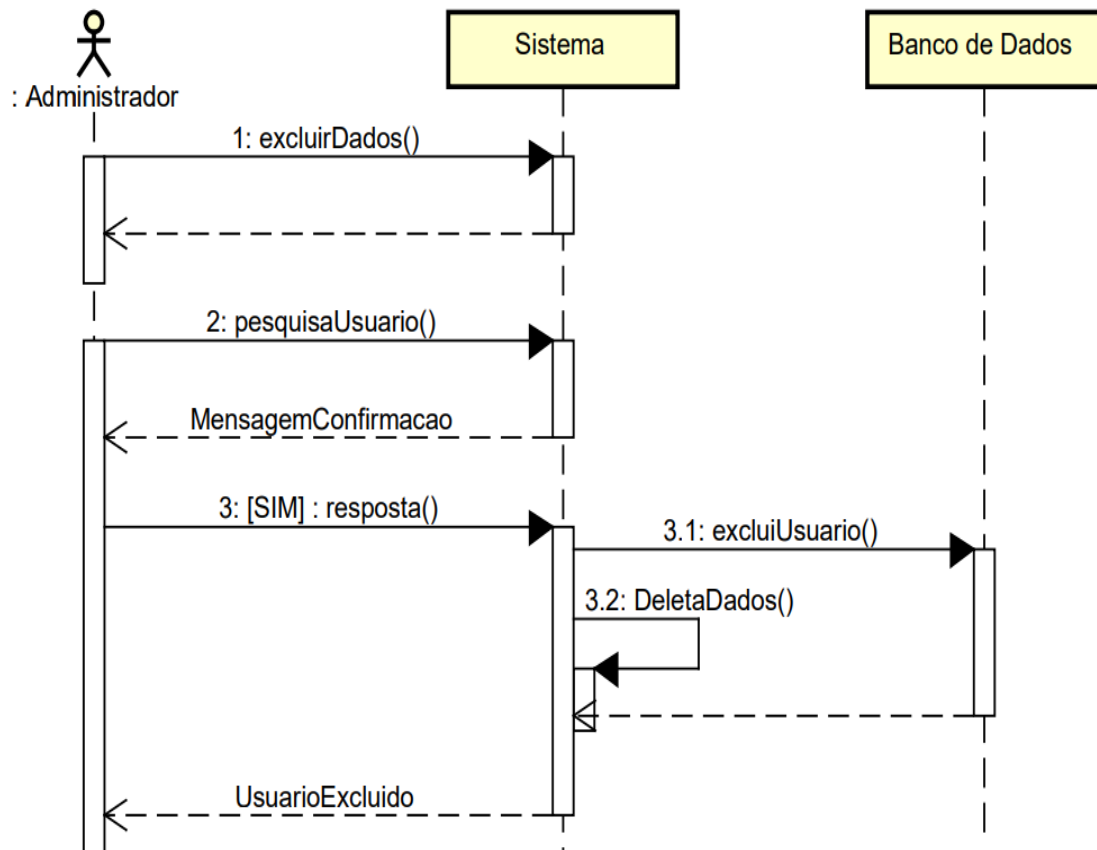 Sistema
Banco de Dados
: Administrador
1: excluirDados()
2: pesquisaUsuario()
MensagemConfirmacao
3: [SIM] : resposta()
3.1: excluiUsuario()
3.2: DeletaDados()
UsuarioExcluido